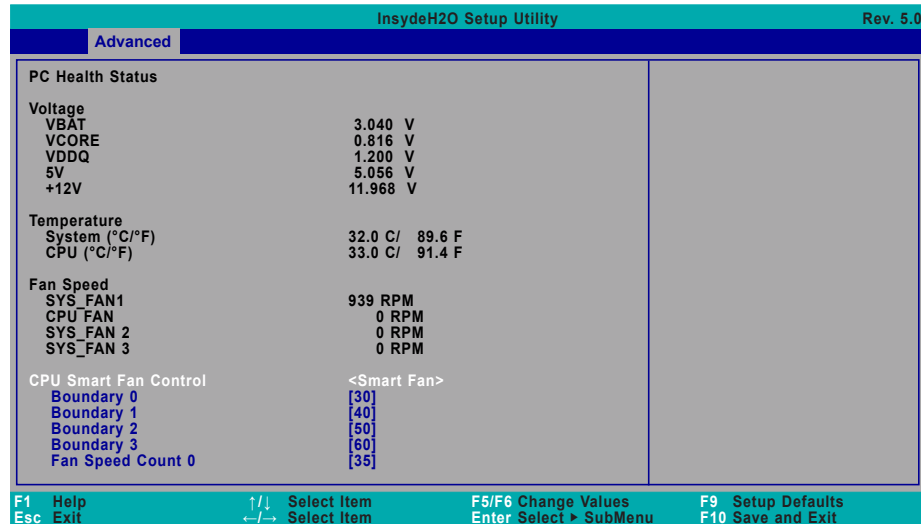 InsydeH2O Setup Utility Rev. 5.0
Advanced
PC Health Status
Voltage
VBAT 3.040 V
VCORE 0.816 V
VDDQ 1.200 V
5V 5.056 V
+12V 11.968 V
Temperature
System (°C/°F) 32.0 C/ 89.6 F
CPU (°C/°F) 33.0 C/ 91.4 F
Fan Speed
SYS_FAN1 939 RPM
CPU FAN 0 RPM
SYS_FAN 2 0 RPM
SYS_FAN 3 0 RPM
CPU Smart Fan Control <Smart Fan>
Boundary 0 [30]
Boundary 1 [40]
Boundary 2 [50]
Boundary 3 [60]
Fan Speed Count 0 [35]
F1 Help ↑/↓ Select Item F5/F6 Change Values F9 Setup Defaults
Esc Exit ←/→ Select Item Enter Select ▶ SubMenu F10 Save and Exit